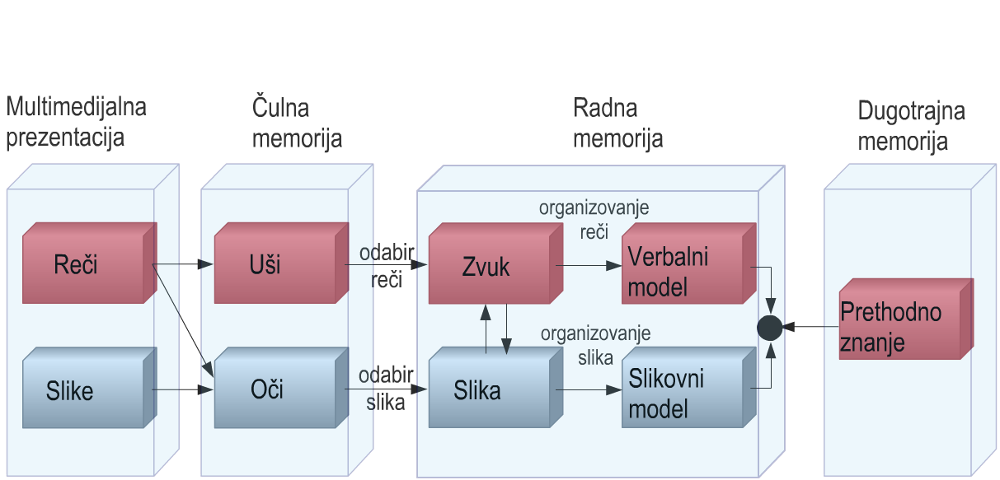 Multimedijalna
prezentacija
Čulna
memorija
Radna
memorija
Dugotrajna
memorija
Reči
Uši
odabir
reči
Zvuk
organizovanje
reči
Verbalni
model
Prethodno
znanje
Slike
Oči
odabir
slika
Slika
organizovanje
slika
Slikovni
model